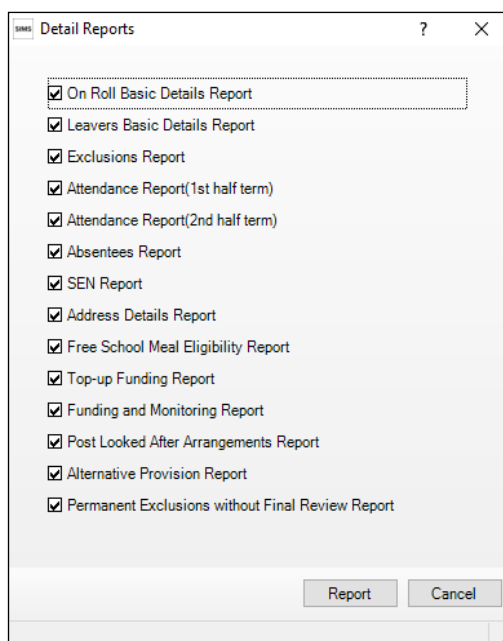 SIMS Detail Reports ? X
On Roll Basic Details Report
Leavers Basic Details Report
Exclusions Report
Attendance Report(1st half term)
Attendance Report(2nd half term)
Absentees Report
SEN Report
Address Details Report
Free School Meal Eligibility Report
Top-up Funding Report
Funding and Monitoring Report
Post Looked After Arrangements Report
Alternative Provision Report
Permanent Exclusions without Final Review Report
Report Cancel